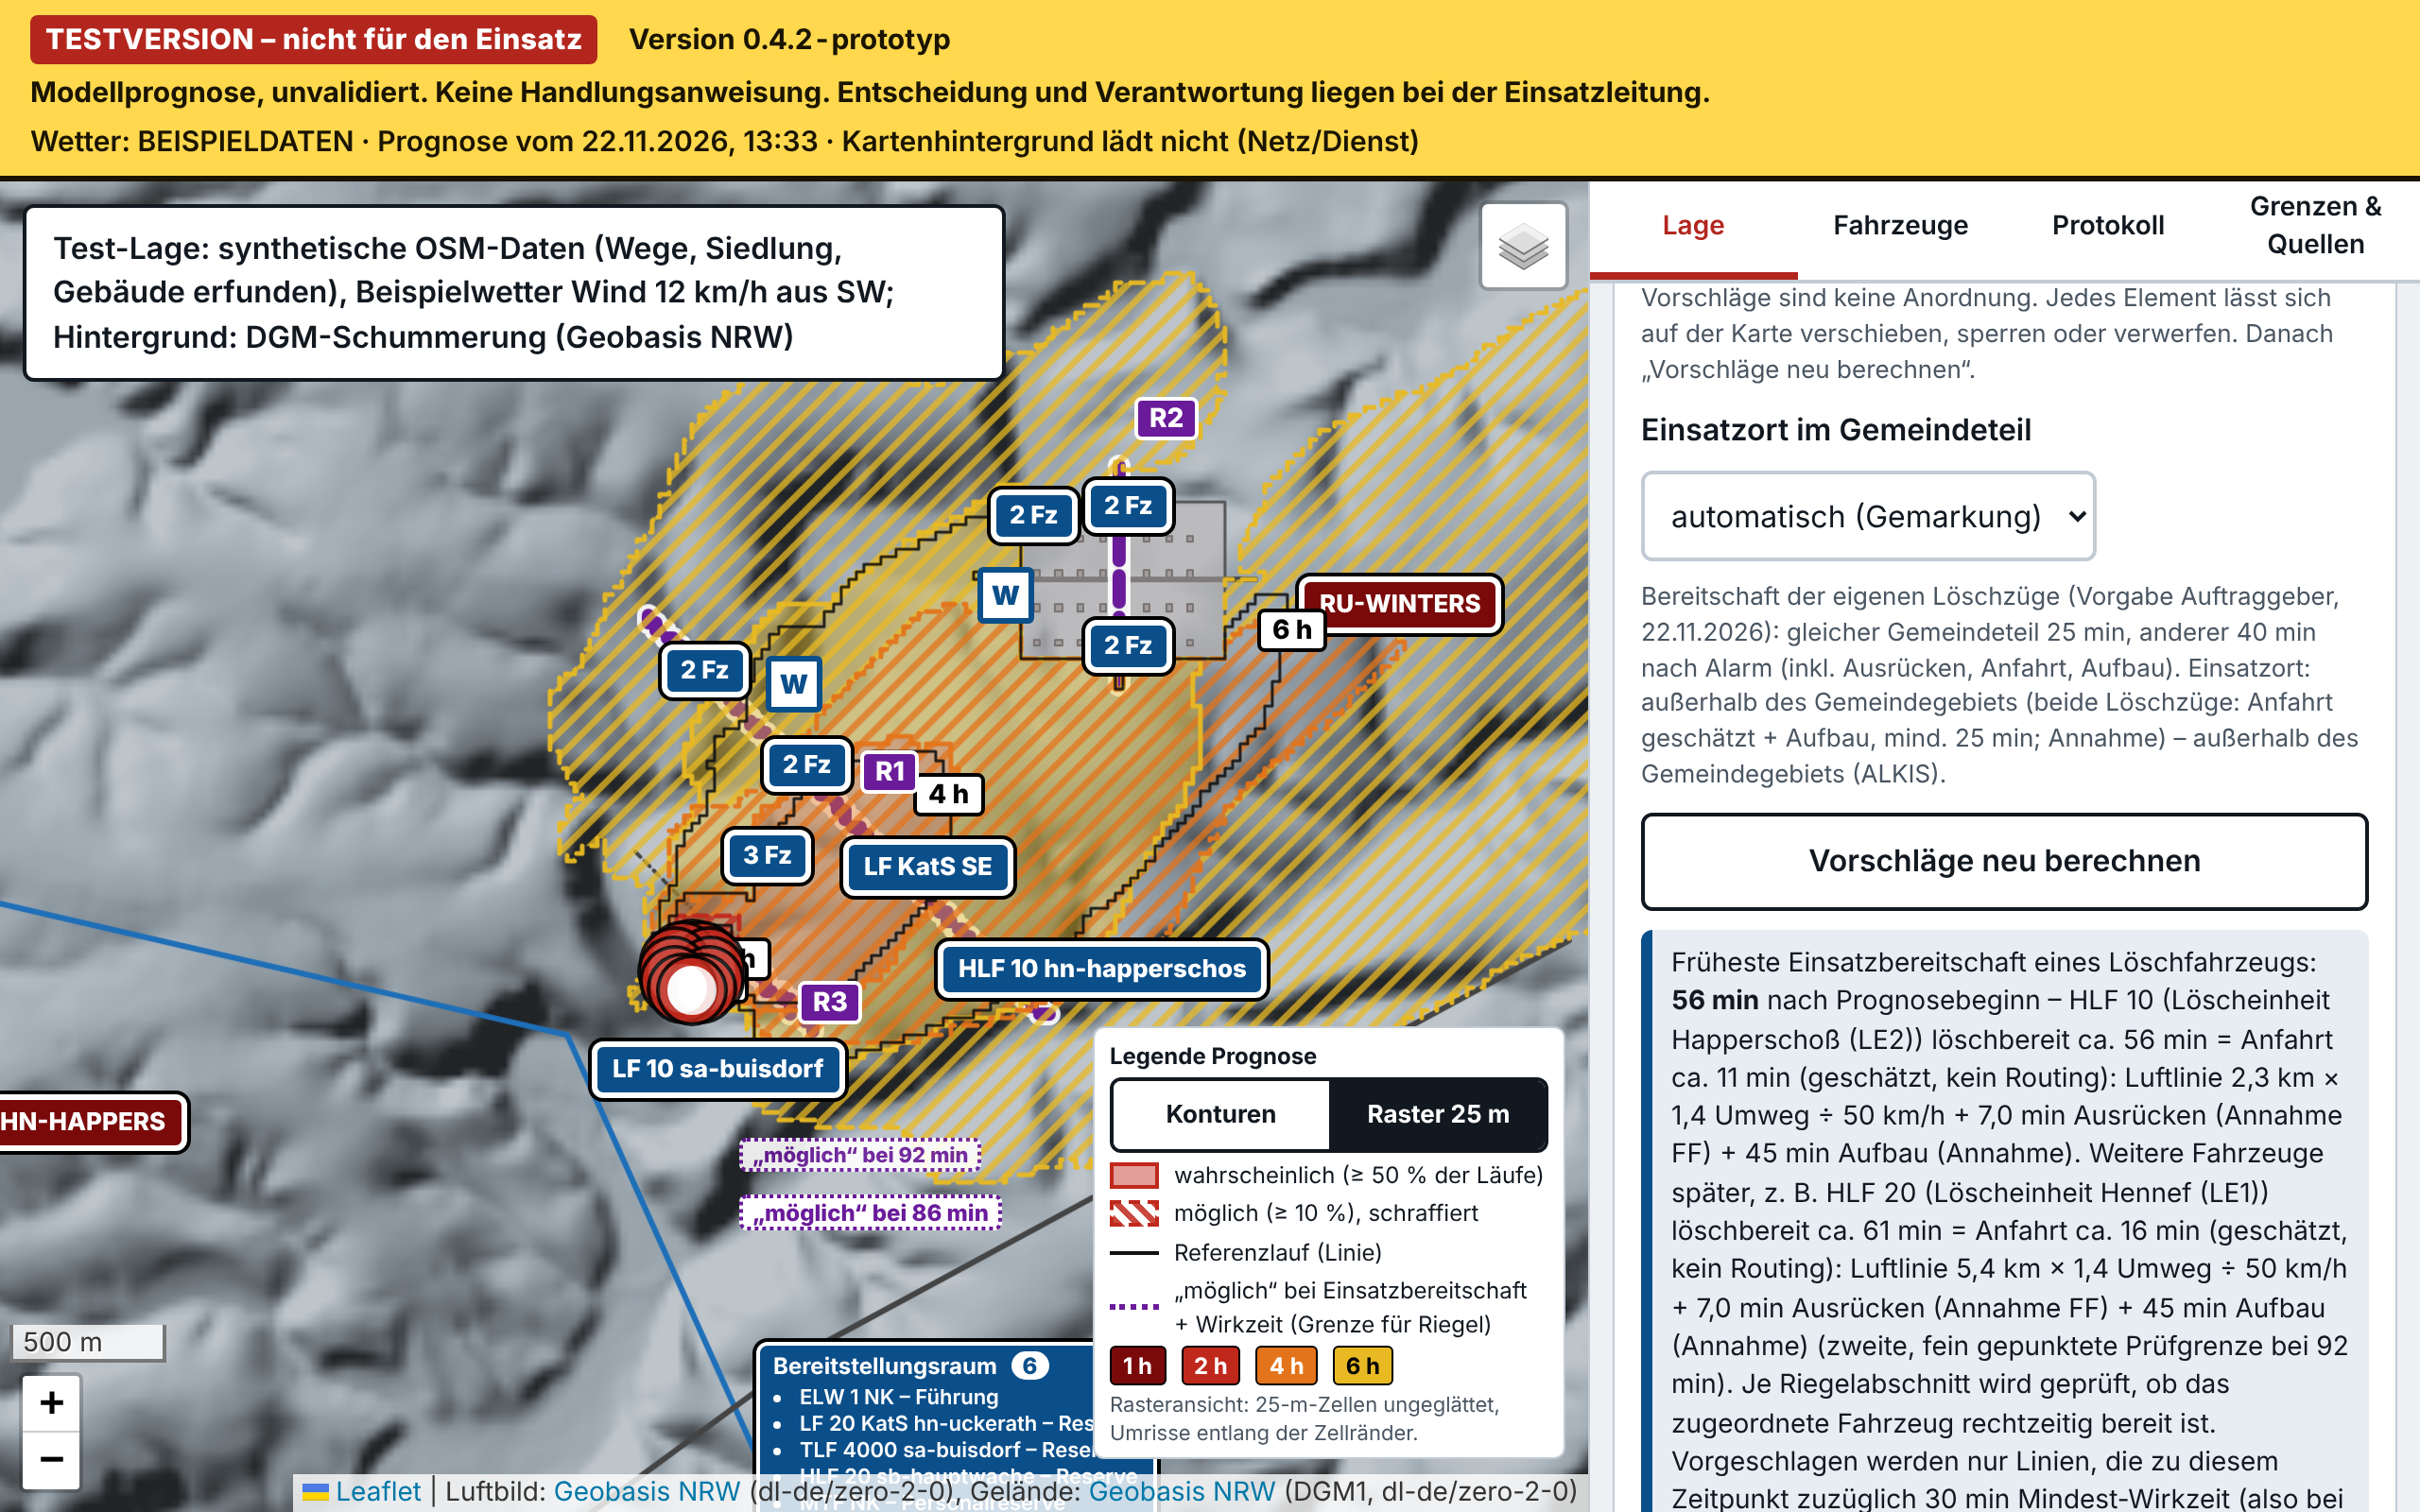 TESTVERSION – nicht für den Einsatz Version 0.4.2-prototyp
Modellprognose, unvalidiert. Keine Handlungsanweisung. Entscheidung und Verantwortung liegen bei der Einsatzleitung.
Wetter: BEISPIELDATEN · Prognose vom 22.11.2026, 13:33 · Kartenhintergrund lädt nicht (Netz/Dienst)
Test-Lage: synthetische OSM-Daten (Wege, Siedlung,
Gebäude erfunden), Beispielwetter Wind 12 km/h aus SW;
Hintergrund: DGM-Schummerung (Geobasis NRW)
R2
2 Fz
2 Fz
W
RU-WINTERS
6 h
2 Fz
2 Fz
W
2 Fz
R1
4 h
3 Fz
LF KatS SE
h
HLF 10 hn-happerschos
R3
LF 10 sa-buisdorf
HN-HAPPERS
„möglich“ bei 92 min
„möglich“ bei 86 min
500 m
+
−
Bereitstellungsraum 6
• ELW 1 NK – Führung
• LF 20 KatS hn-uckerath – Res
• TLF 4000 sa-buisdorf – Rese
• HLF 20 sb-hauptwache – Reserve
• MTF NK – Personalreserve
Legende Prognose
Konturen Raster 25 m
wahrscheinlich (≥ 50 % der Läufe)
möglich (≥ 10 %), schraffiert
Referenzlauf (Linie)
„möglich“ bei Einsatzbereitschaft
+ Wirkzeit (Grenze für Riegel)
1 h 2 h 4 h 6 h
Rasteransicht: 25-m-Zellen ungeglättet,
Umrisse entlang der Zellränder.
Leaflet | Luftbild: Geobasis NRW (dl-de/zero-2-0), Gelände: Geobasis NRW (DGM1, dl-de/zero-2-0)
Lage Fahrzeuge Protokoll Grenzen &
Quellen
Vorschläge sind keine Anordnung. Jedes Element lässt sich
auf der Karte verschieben, sperren oder verwerfen. Danach
„Vorschläge neu berechnen“.
Einsatzort im Gemeindeteil
automatisch (Gemarkung)
Bereitschaft der eigenen Löschzüge (Vorgabe Auftraggeber,
22.11.2026): gleicher Gemeindeteil 25 min, anderer 40 min
nach Alarm (inkl. Ausrücken, Anfahrt, Aufbau). Einsatzort:
außerhalb des Gemeindegebiets (beide Löschzüge: Anfahrt
geschätzt + Aufbau, mind. 25 min; Annahme) – außerhalb des
Gemeindegebiets (ALKIS).
Vorschläge neu berechnen
Früheste Einsatzbereitschaft eines Löschfahrzeugs:
56 min nach Prognosebeginn – HLF 10 (Löscheinheit
Happerschoß (LE2)) löschbereit ca. 56 min = Anfahrt
ca. 11 min (geschätzt, kein Routing): Luftlinie 2,3 km ×
1,4 Umweg ÷ 50 km/h + 7,0 min Ausrücken (Annahme
FF) + 45 min Aufbau (Annahme). Weitere Fahrzeuge
später, z. B. HLF 20 (Löscheinheit Hennef (LE1))
löschbereit ca. 61 min = Anfahrt ca. 16 min (geschätzt,
kein Routing): Luftlinie 5,4 km × 1,4 Umweg ÷ 50 km/h
+ 7,0 min Ausrücken (Annahme FF) + 45 min Aufbau
(Annahme) (zweite, fein gepunktete Prüfgrenze bei 92
min). Je Riegelabschnitt wird geprüft, ob das
zugeordnete Fahrzeug rechtzeitig bereit ist.
Vorgeschlagen werden nur Linien, die zu diesem
Zeitpunkt zuzüglich 30 min Mindest-Wirkzeit (also bei